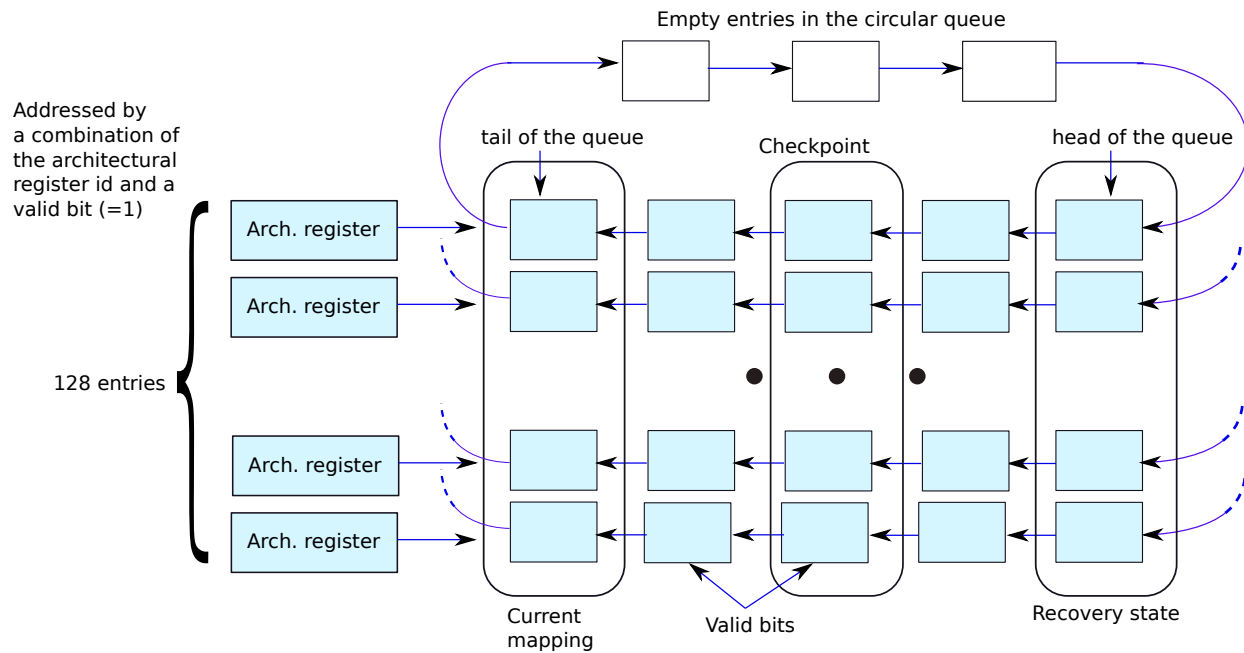 Empty entries in the circular queue
Addressed by
a combination of
the architectural
register id and a
valid bit (=1)
tail of the queue
Checkpoint
head of the queue
Arch. register
Arch. register
128 entries
Arch. register
Arch. register
Current
mapping
Valid bits
Recovery state